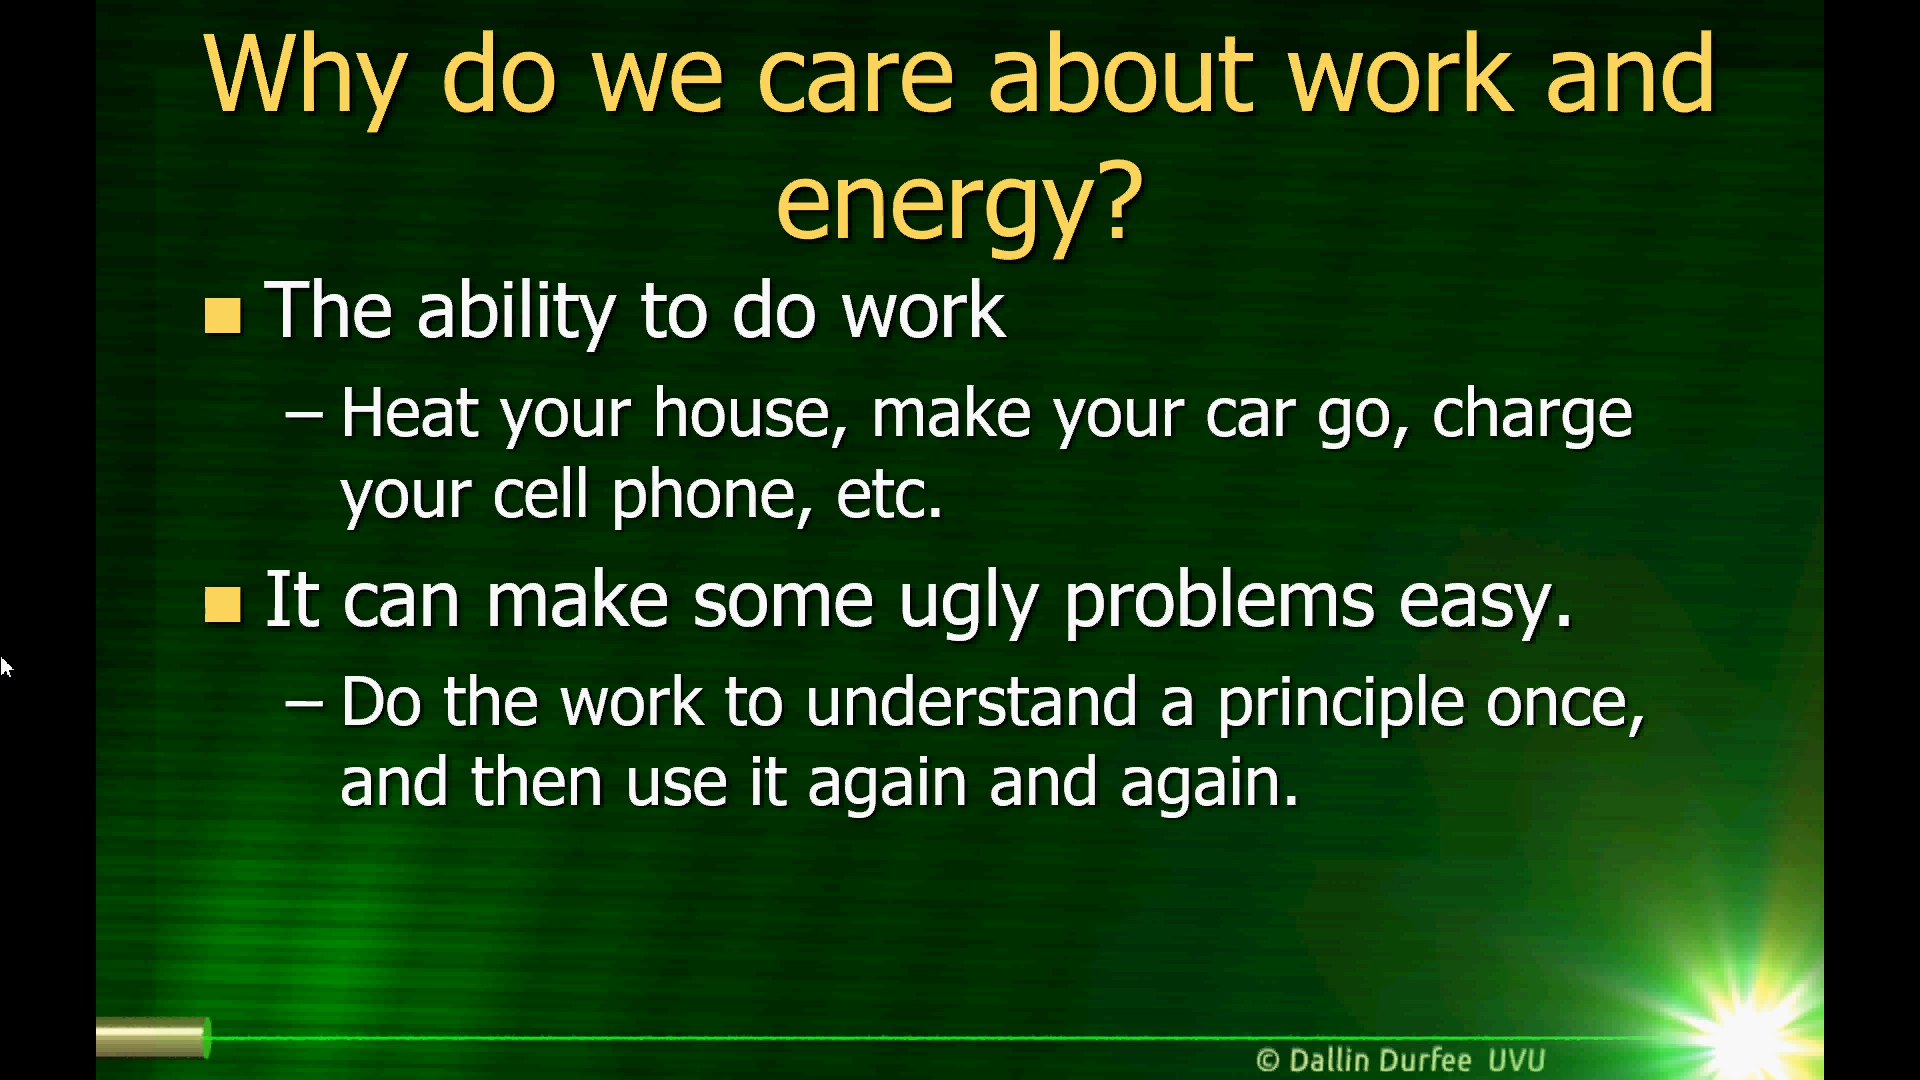 Why do we care about work and
energy?
The ability to do work
– Heat your house, make your car go, charge
your cell phone, etc.
It can make some ugly problems easy.
– Do the work to understand a principle once,
and then use it again and again.
© Dallin Durfee UVU